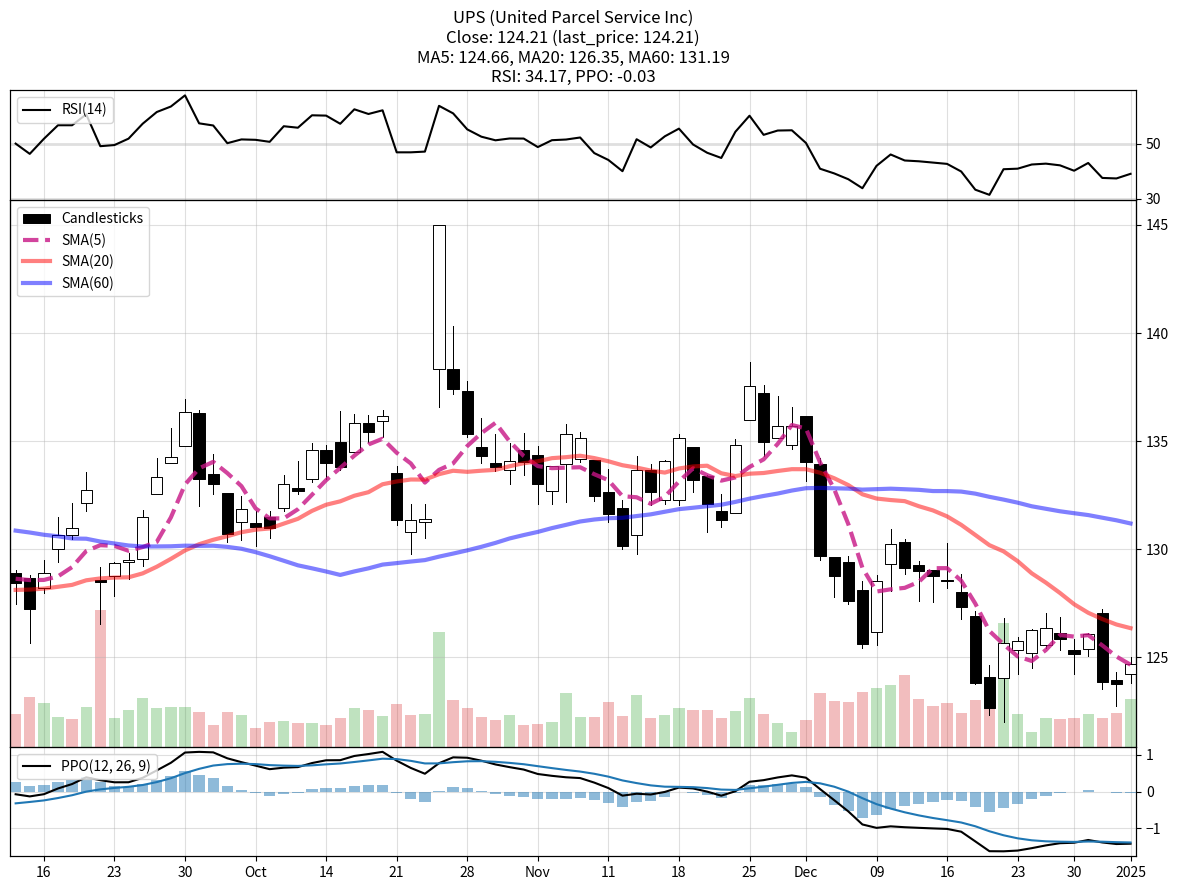 UPS (United Parcel Service Inc)
Close: 124.21 (last_price: 124.21)
MA5: 124.66, MA20: 126.35, MA60: 131.19
RSI: 34.17, PPO: -0.03
RSI(14)
50
30
Candlesticks
SMA(5)
SMA(20)
SMA(60)
145
140
135
130
125
PPO(12, 26, 9)
1
0
−1
16 23 30 Oct 14 21 28 Nov 11 18 25 Dec 09 16 23 30 2025